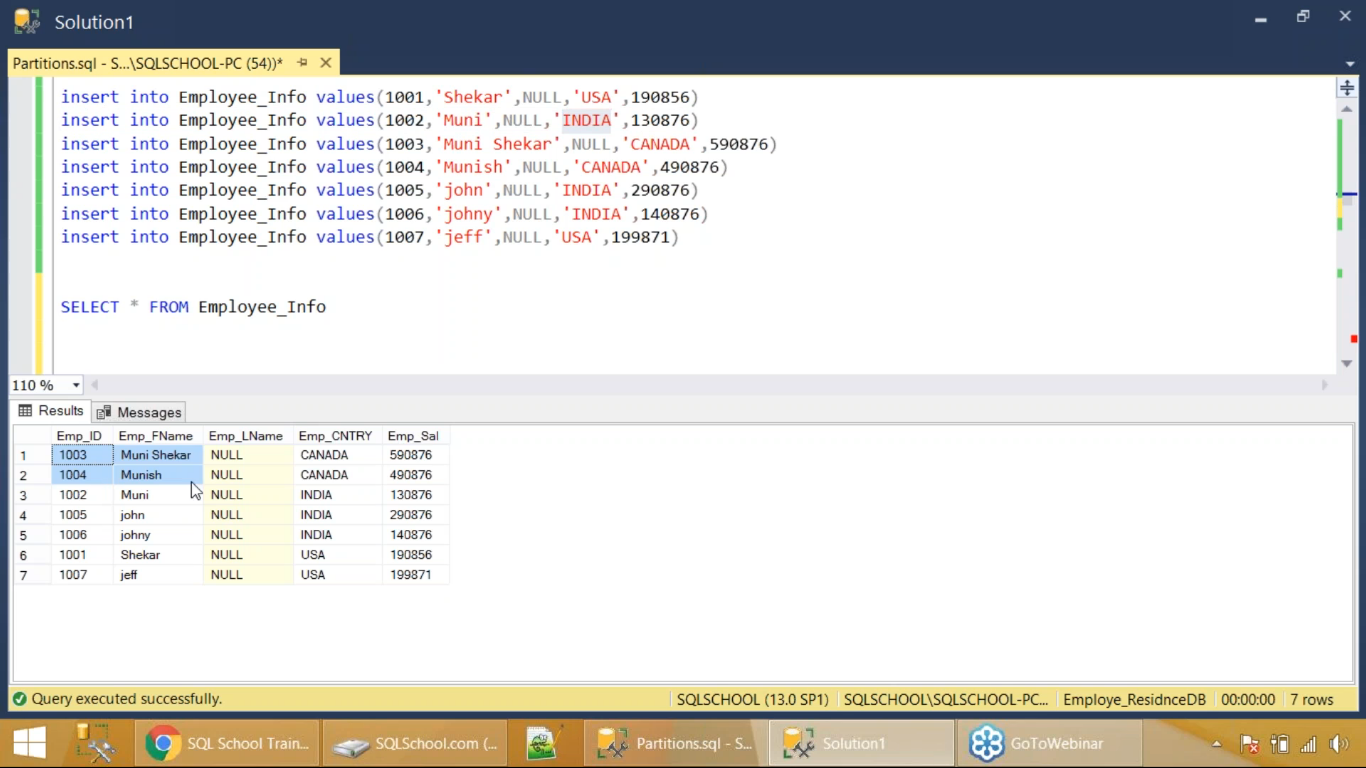 Solution1
Partitions.sql - S...\SQLSCHOOL-PC (54))*
insert into Employee_Info values(1001,'Shekar',NULL,'USA',190856)
insert into Employee_Info values(1002,'Muni',NULL,'INDIA',130876)
insert into Employee_Info values(1003,'Muni Shekar',NULL,'CANADA',590876)
insert into Employee_Info values(1004,'Munish',NULL,'CANADA',490876)
insert into Employee_Info values(1005,'john',NULL,'INDIA',290876)
insert into Employee_Info values(1006,'johny',NULL,'INDIA',140876)
insert into Employee_Info values(1007,'jeff',NULL,'USA',199871)
SELECT * FROM Employee_Info
110 %
Results Messages
Emp_ID Emp_FName Emp_LName Emp_CNTRY Emp_Sal
1 1003 Muni Shekar NULL CANADA 590876
2 1004 Munish NULL CANADA 490876
3 1002 Muni NULL INDIA 130876
4 1005 john NULL INDIA 290876
5 1006 johny NULL INDIA 140876
6 1001 Shekar NULL USA 190856
7 1007 jeff NULL USA 199871
Query executed successfully. SQLSCHOOL (13.0 SP1) SQLSCHOOL\SQLSCHOOL-PC... Employe_ResidnceDB 00:00:00 7 rows
SQL School Train... SQLSchool.com (... Partitions.sql - S... Solution1 GoToWebinar